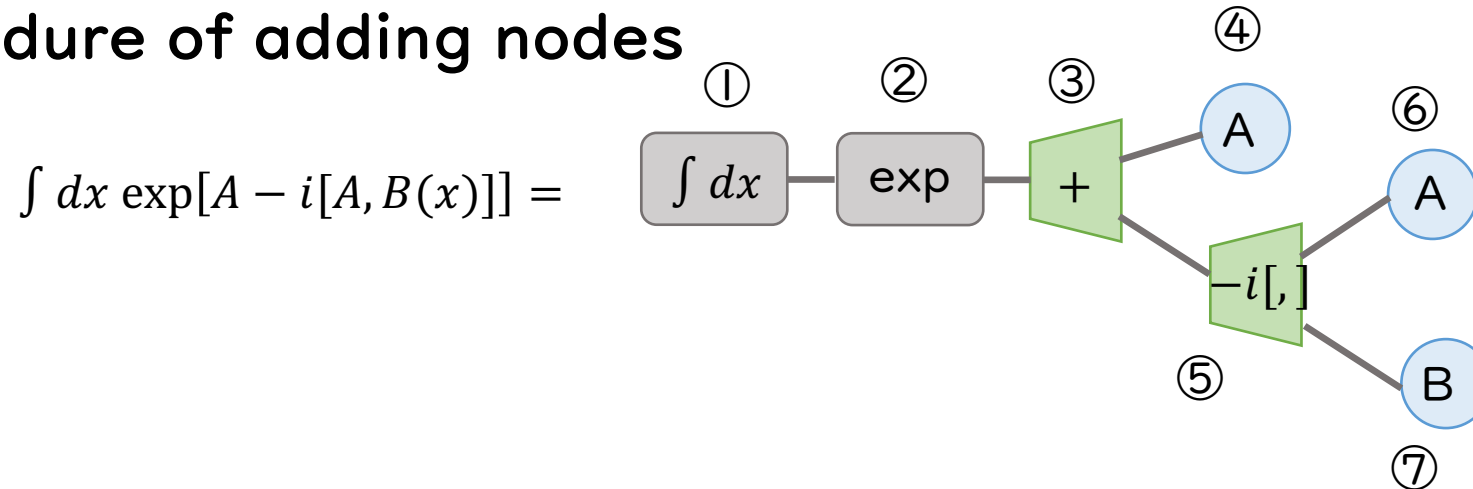 dure of adding nodes
∫ dx exp[A − i[A, B(x)]] =
① ② ③ ④ ⑥
∫ dx exp + A A
−i[,]
⑤ B
⑦